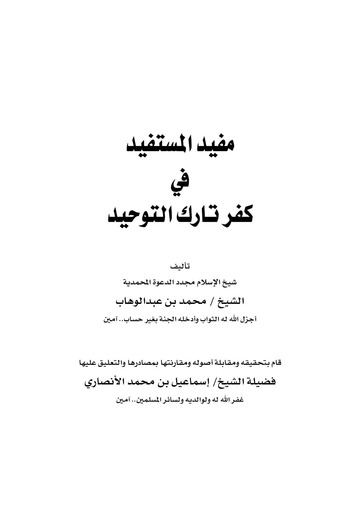 مفيد المستفيد
في
كفر تارك التوحيد
تأليف
شيخ الإسلام مجدد الدعوة المحمدية
الشيخ / محمد بن عبدالوهاب
أجزل الله له الثواب وأدخله الجنة بغير حساب.. آمين
قام بتحقيقه ومقابلة أصوله ومقارنتها بمصادرها والتعليق عليها
فضيلة الشيخ/ إسماعيل بن محمد الأنصاري
غفر الله له ولوالديه ولسائر المسلمين.. آمين